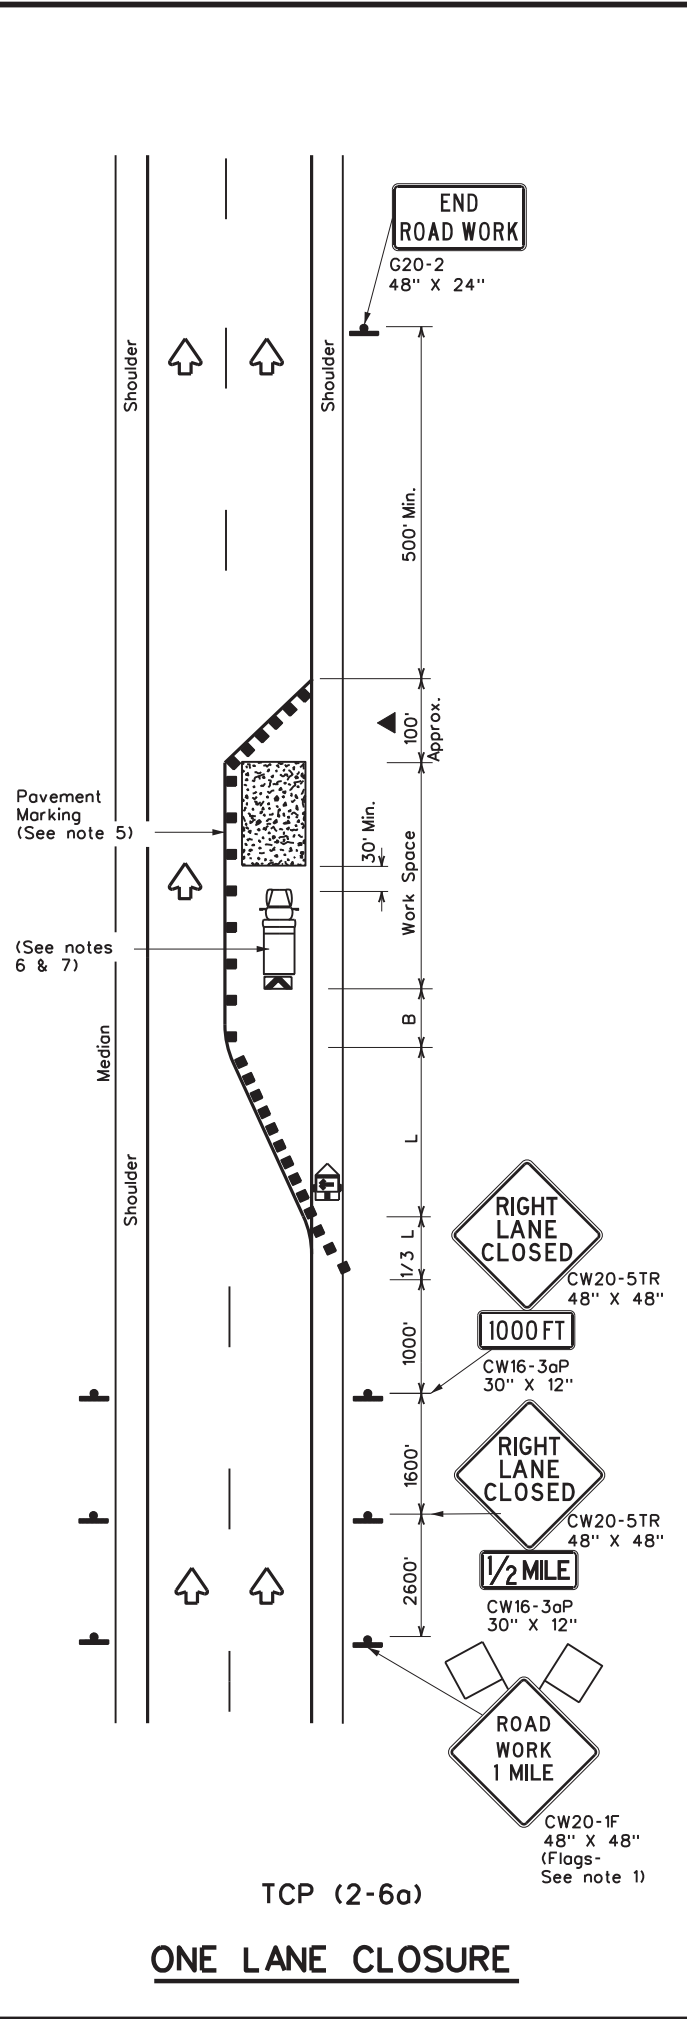 END
ROAD WORK
G20-2
48" X 24"
Shoulder
Shoulder
500' Min.
100'
Approx.
Pavement
Marking
(See note 5)
30' Min.
Work Space
(See notes
6 & 7)
B
Median
L
Shoulder
RIGHT
LANE
CLOSED
1/3 L
CW20-5TR
48" X 48"
1000 FT
1000'
CW16-3aP
30" X 12"
RIGHT
LANE
CLOSED
1600'
CW20-5TR
48" X 48"
1/2 MILE
2600'
CW16-3aP
30" X 12"
ROAD
WORK
1 MILE
CW20-1F
48" X 48"
(Flags-
See note 1)
TCP (2-6a)
ONE LANE CLOSURE